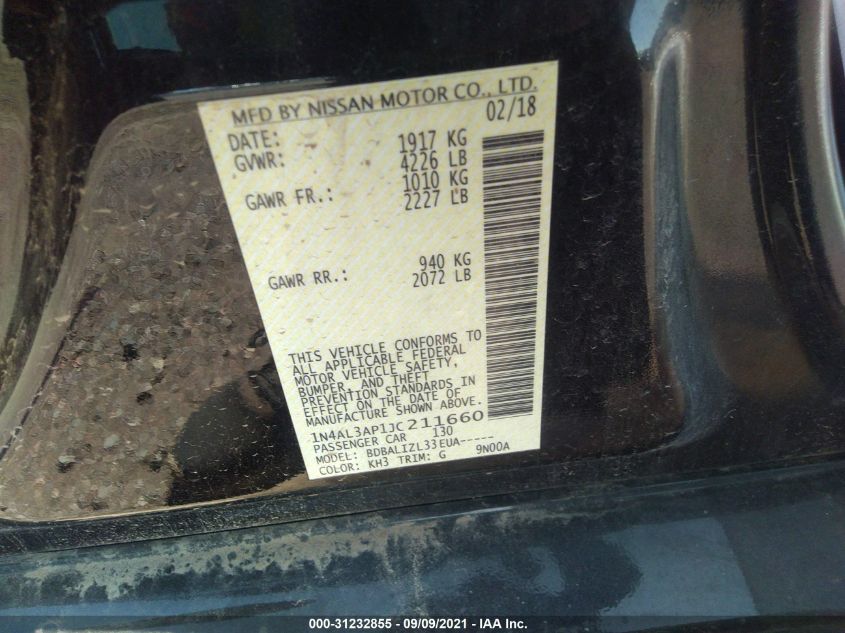 MFD BY NISSAN MOTOR CO., LTD.
DATE: 02/18
GVWR: 1917 KG
4226 LB
GAWR FR.: 1010 KG
2227 LB
GAWR RR.: 940 KG
2072 LB
THIS VEHICLE CONFORMS TO
ALL APPLICABLE FEDERAL
MOTOR VEHICLE SAFETY,
BUMPER, AND THEFT
PREVENTION STANDARDS IN
EFFECT ON THE DATE OF
MANUFACTURE SHOWN ABOVE.
1N4AL3AP1JC211660
PASSENGER CAR 130
MODEL: BDBALIZL33EUA-----
COLOR: KH3 TRIM: G 9N00A
000-31232855 - 09/09/2021 - IAA Inc.